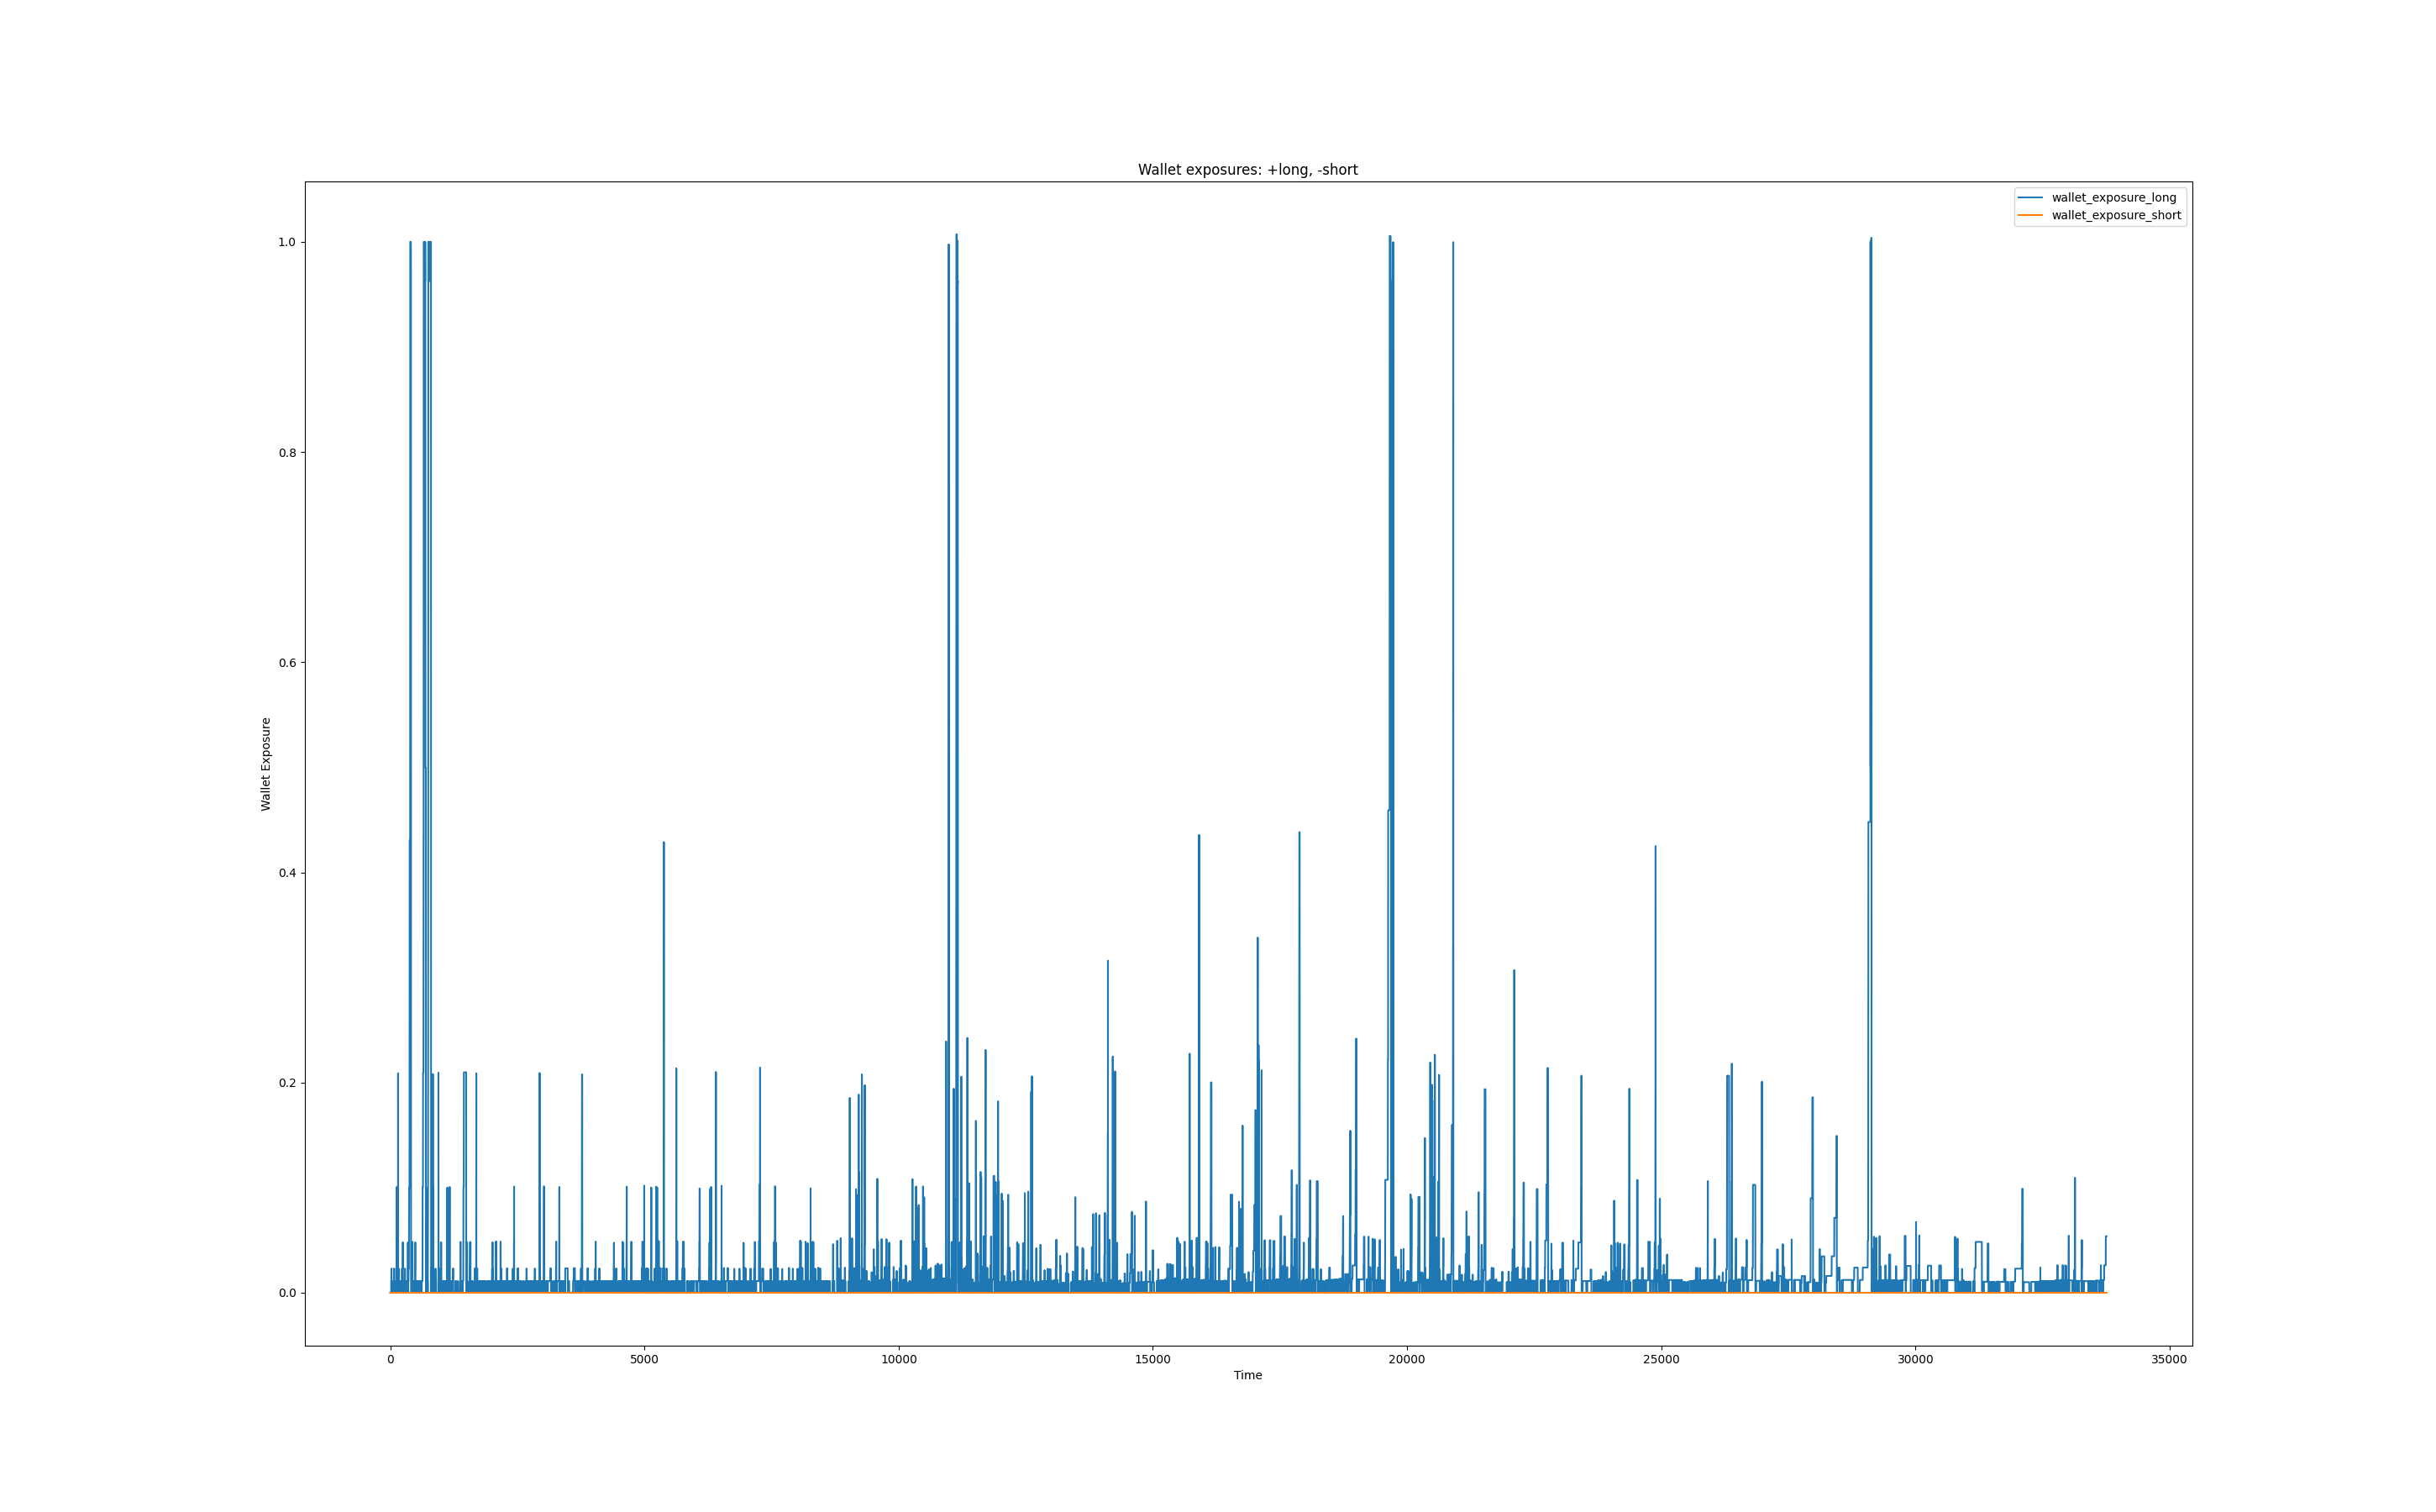 Wallet exposures: +long, -short
wallet_exposure_long
wallet_exposure_short
1.0
0.8
0.6
0.4
0.2
0.0
Wallet Exposure
0 5000 10000 15000 20000 25000 30000 35000
Time